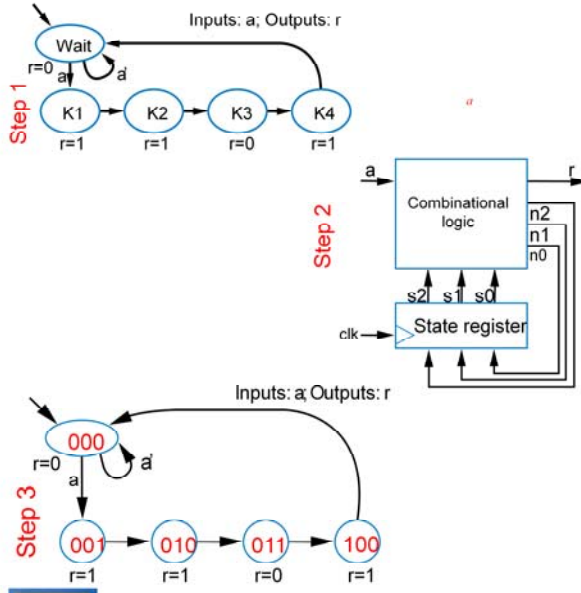 Inputs: a; Outputs: r
Wait
r=0
a
a'
K1
K2
K3
K4
r=1
r=1
r=0
r=1
Step 1
a
a
r
Combinational
logic
n2
n1
n0
s2
s1
s0
clk
State register
Step 2
Inputs: a; Outputs: r
000
r=0
a
a'
001
010
011
100
r=1
r=1
r=0
r=1
Step 3